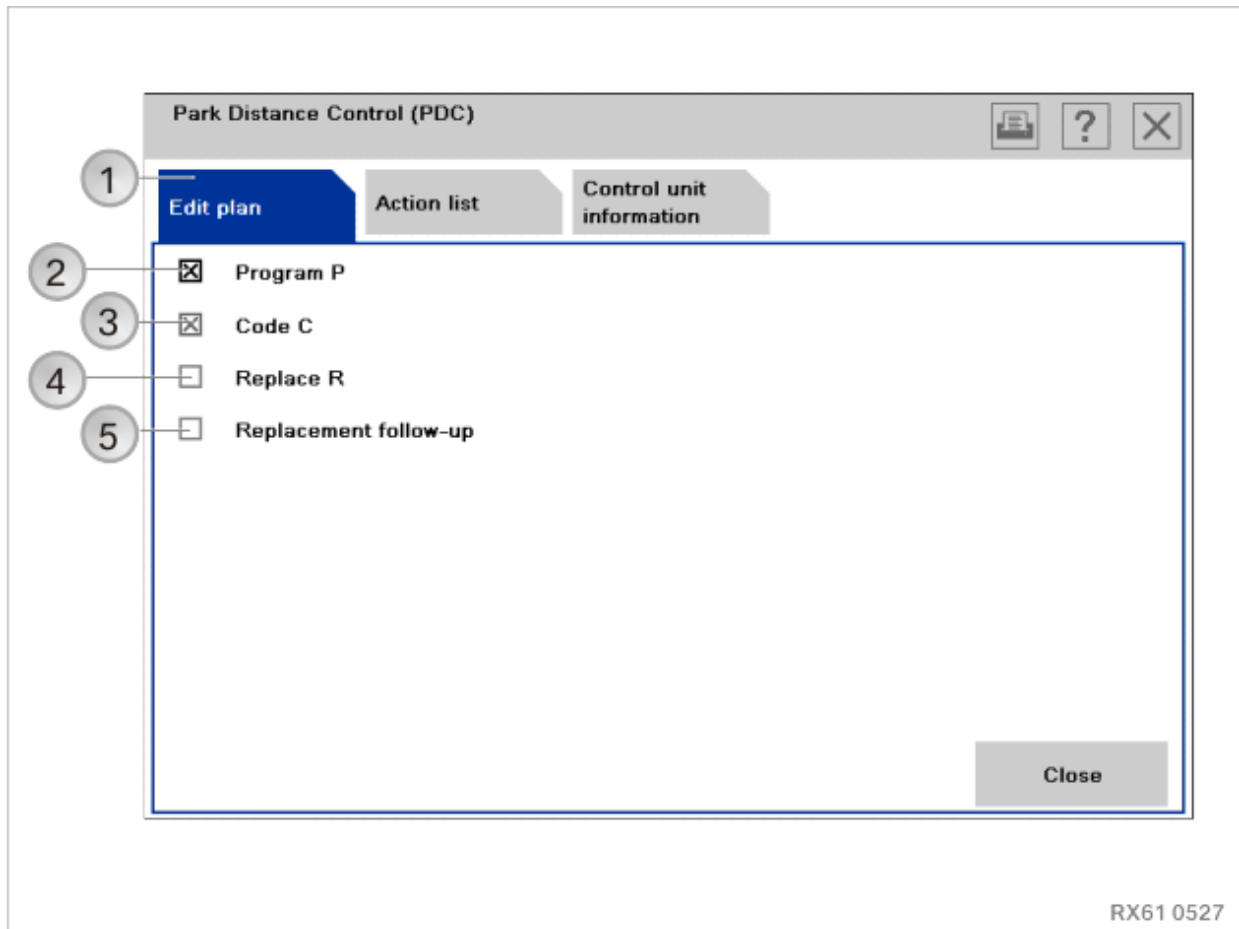 Park Distance Control (PDC)
?
1
Edit plan
Action list
Control unit
information
2
Program P
3
Code C
4
Replace R
5
Replacement follow-up
Close
RX61 0527